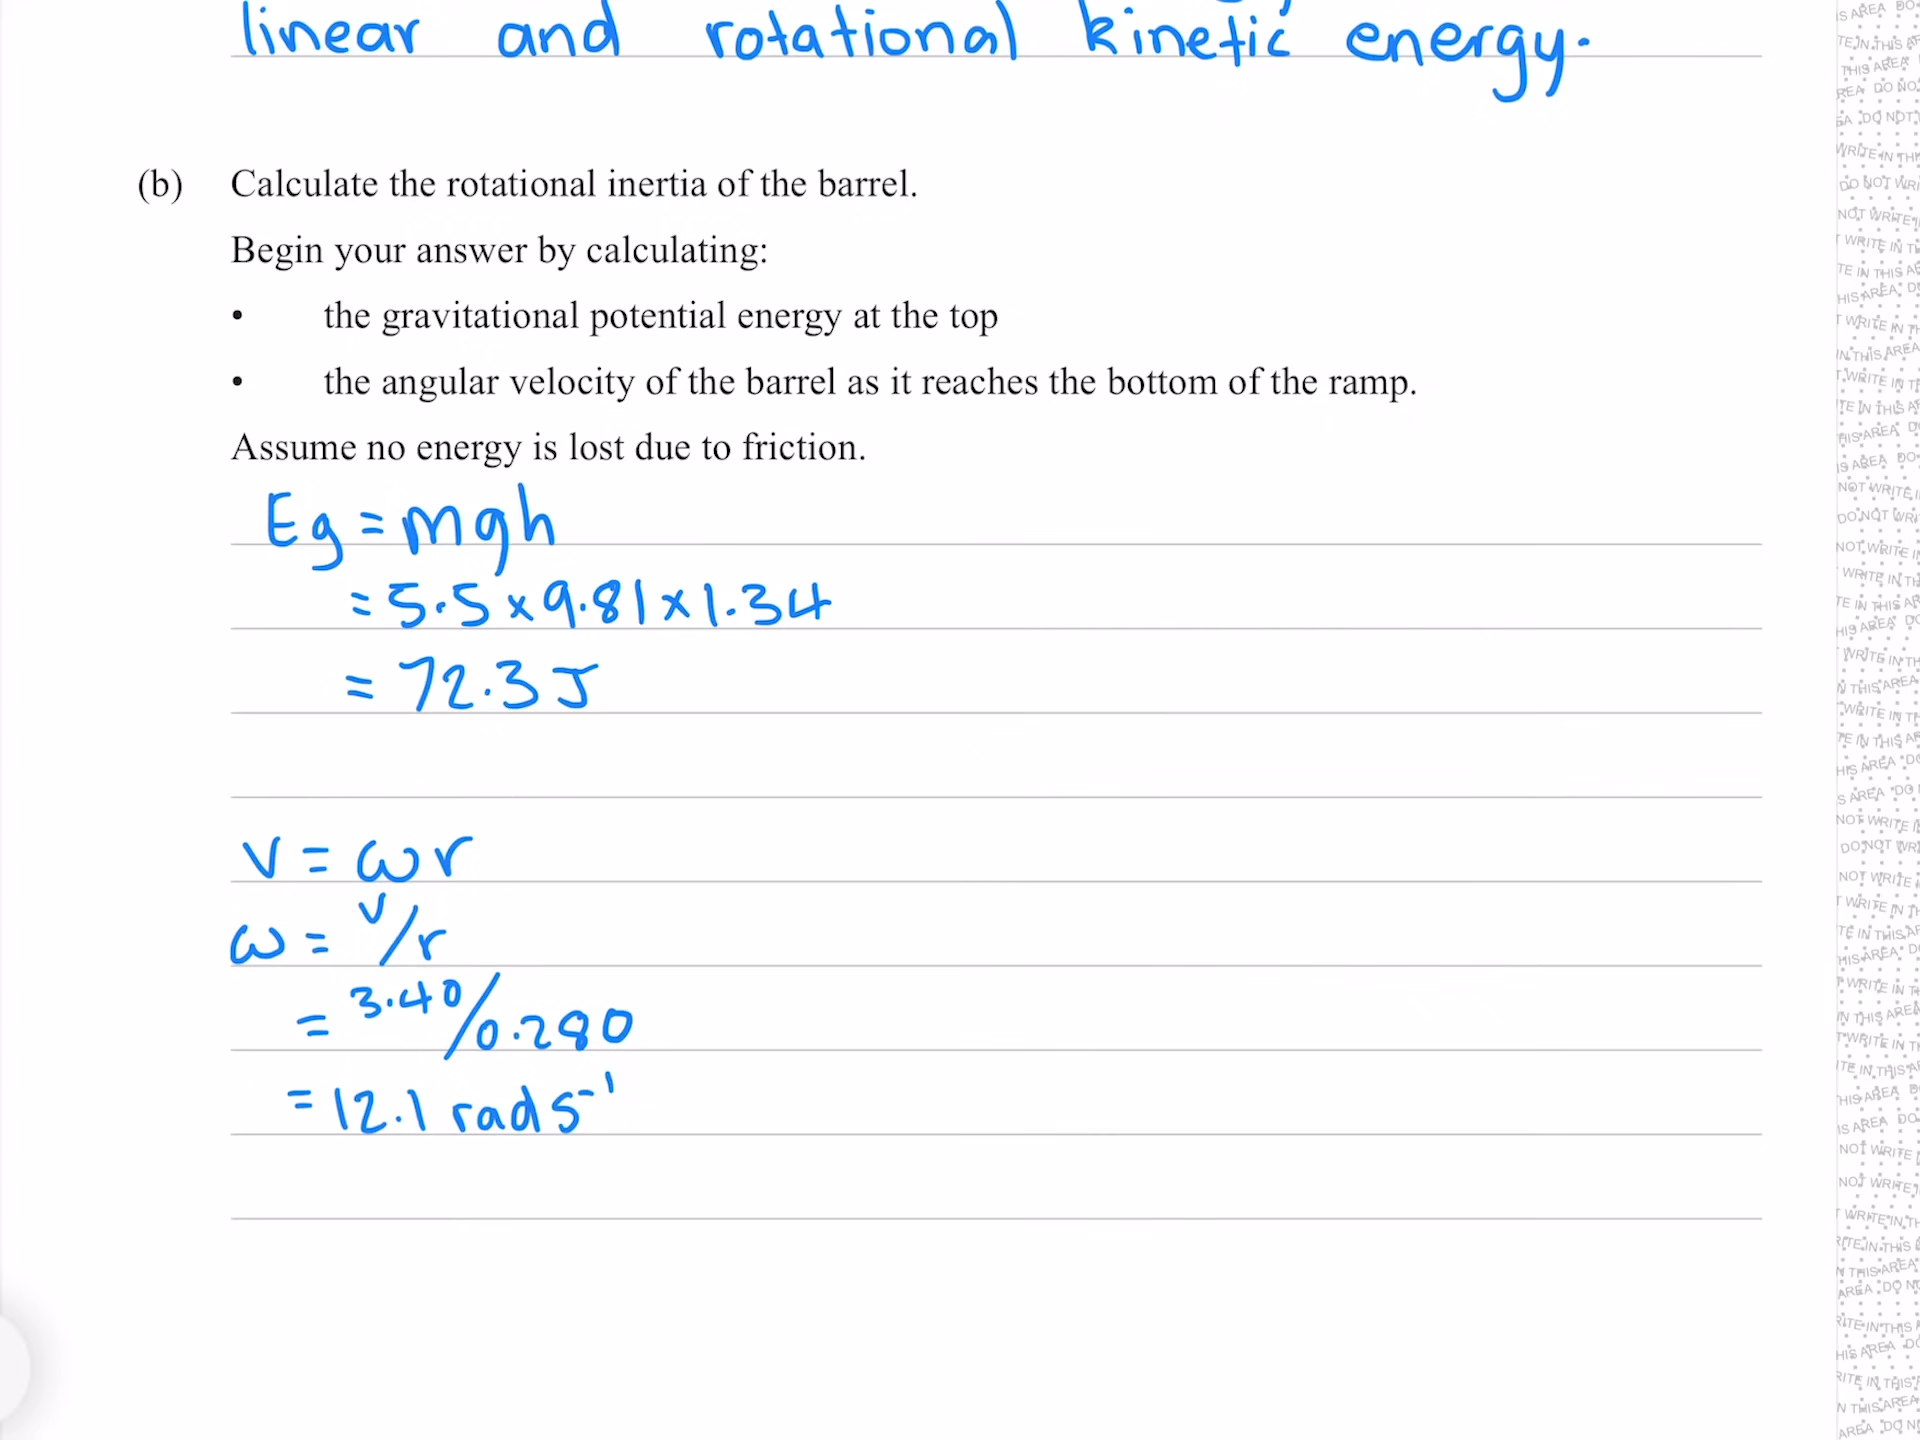 linear and rotational kinetic energy.
(b) Calculate the rotational inertia of the barrel.
Begin your answer by calculating:
• the gravitational potential energy at the top
• the angular velocity of the barrel as it reaches the bottom of the ramp.
Assume no energy is lost due to friction.
Eg = mgh
= 5.5 × 9.81 × 1.34
= 72.3 J
v = ωr
ω = v/r
= 3.40/0.280
= 12.1 rad s⁻¹